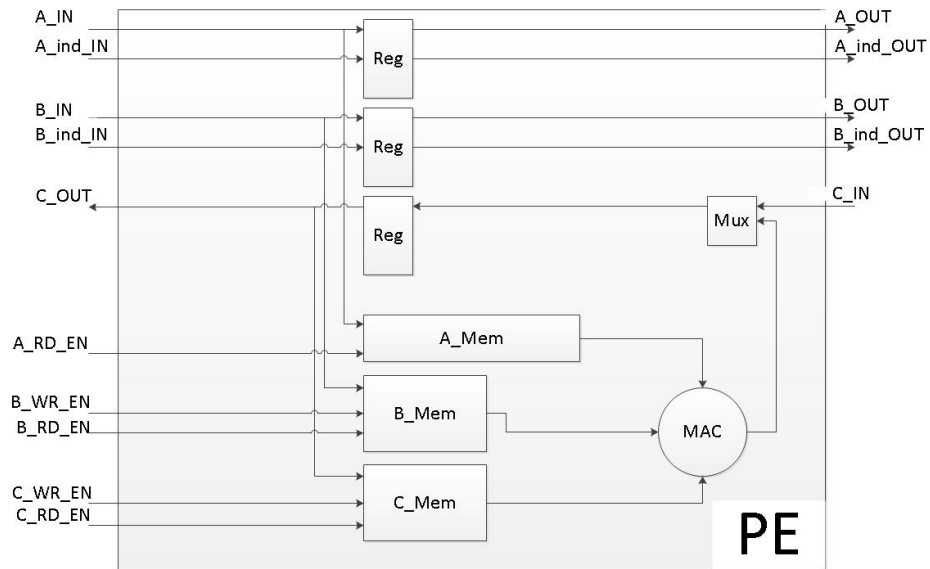 A_IN
A_OUT
A_ind_IN
Reg
A_ind_OUT
B_IN
B_OUT
B_ind_IN
Reg
B_ind_OUT
C_OUT
C_IN
Reg
Mux
A_RD_EN
A_Mem
B_WR_EN
B_Mem
B_RD_EN
MAC
C_WR_EN
C_Mem
C_RD_EN
PE